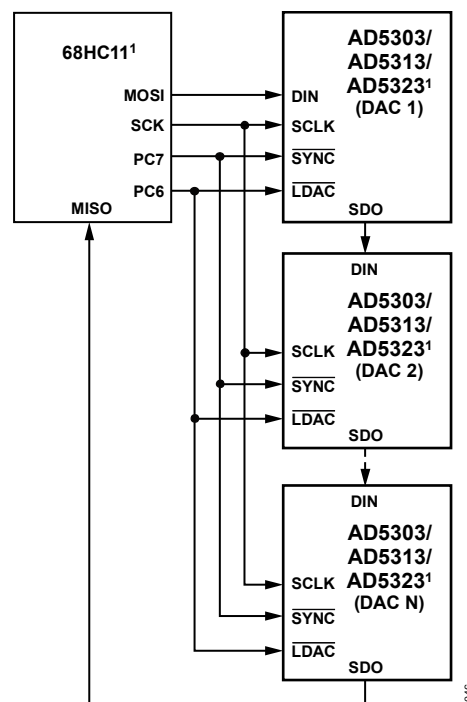 68HC11¹
MOSI
SCK
PC7
PC6
MISO
AD5303/
AD5313/
AD5323¹
(DAC 1)
DIN
SCLK
SYNC
LDAC
SDO
DIN
AD5303/
AD5313/
AD5323¹
(DAC 2)
SCLK
SYNC
LDAC
SDO
DIN
AD5303/
AD5313/
AD5323¹
(DAC N)
SCLK
SYNC
LDAC
SDO